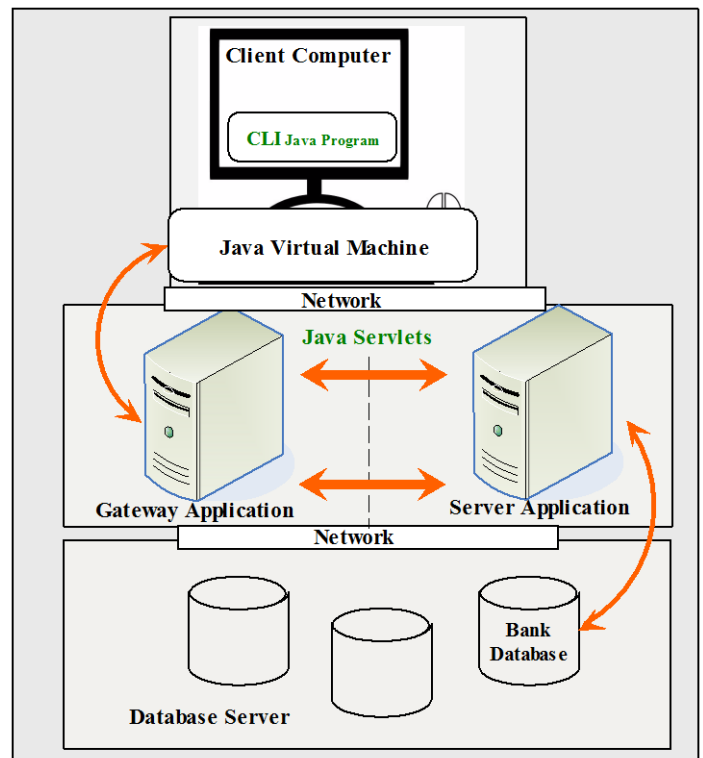 Client Computer
CLI Java Program
Java Virtual Machine
Network
Java Servlets
Gateway Application
Server Application
Network
Bank
Database
Database Server